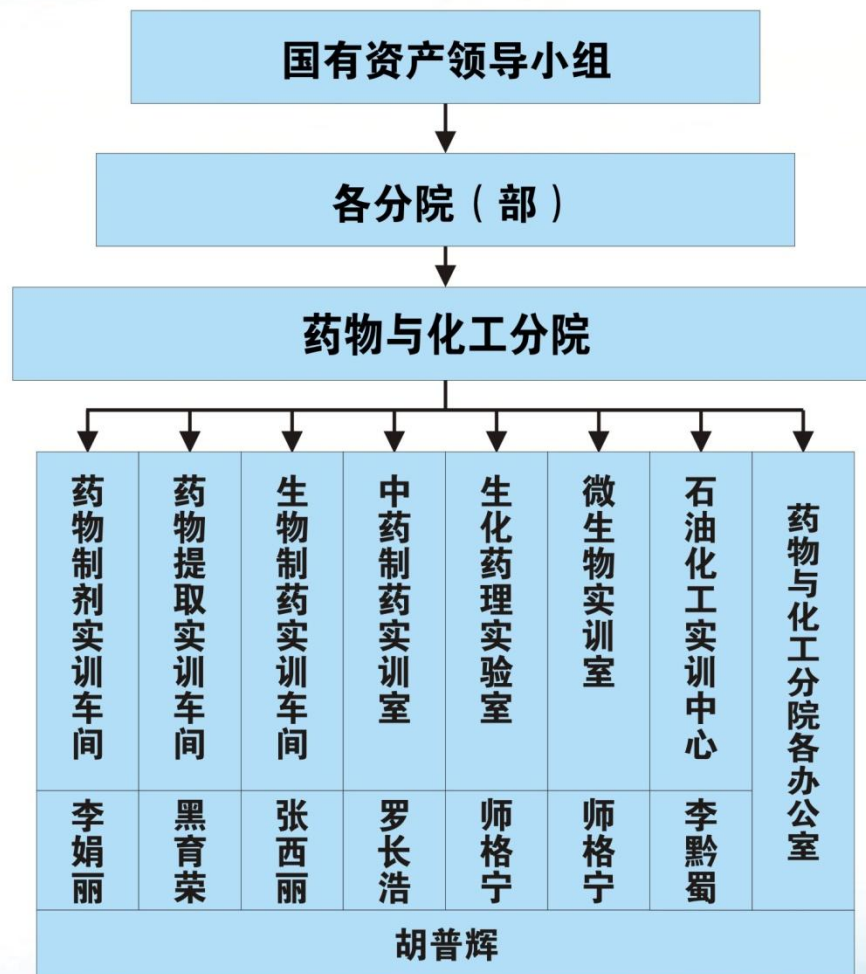 国有资产领导小组
各分院（部）
药物与化工分院
药物制剂实训车间
药物提取实训车间
生物制药实训车间
中药制药实训室
生化药理实验室
微生物实训室
石油化工实训中心
药物与化工分院各办公室
李娟丽
黑育荣
张西丽
罗长浩
师格宁
师格宁
李黔蜀
胡普辉